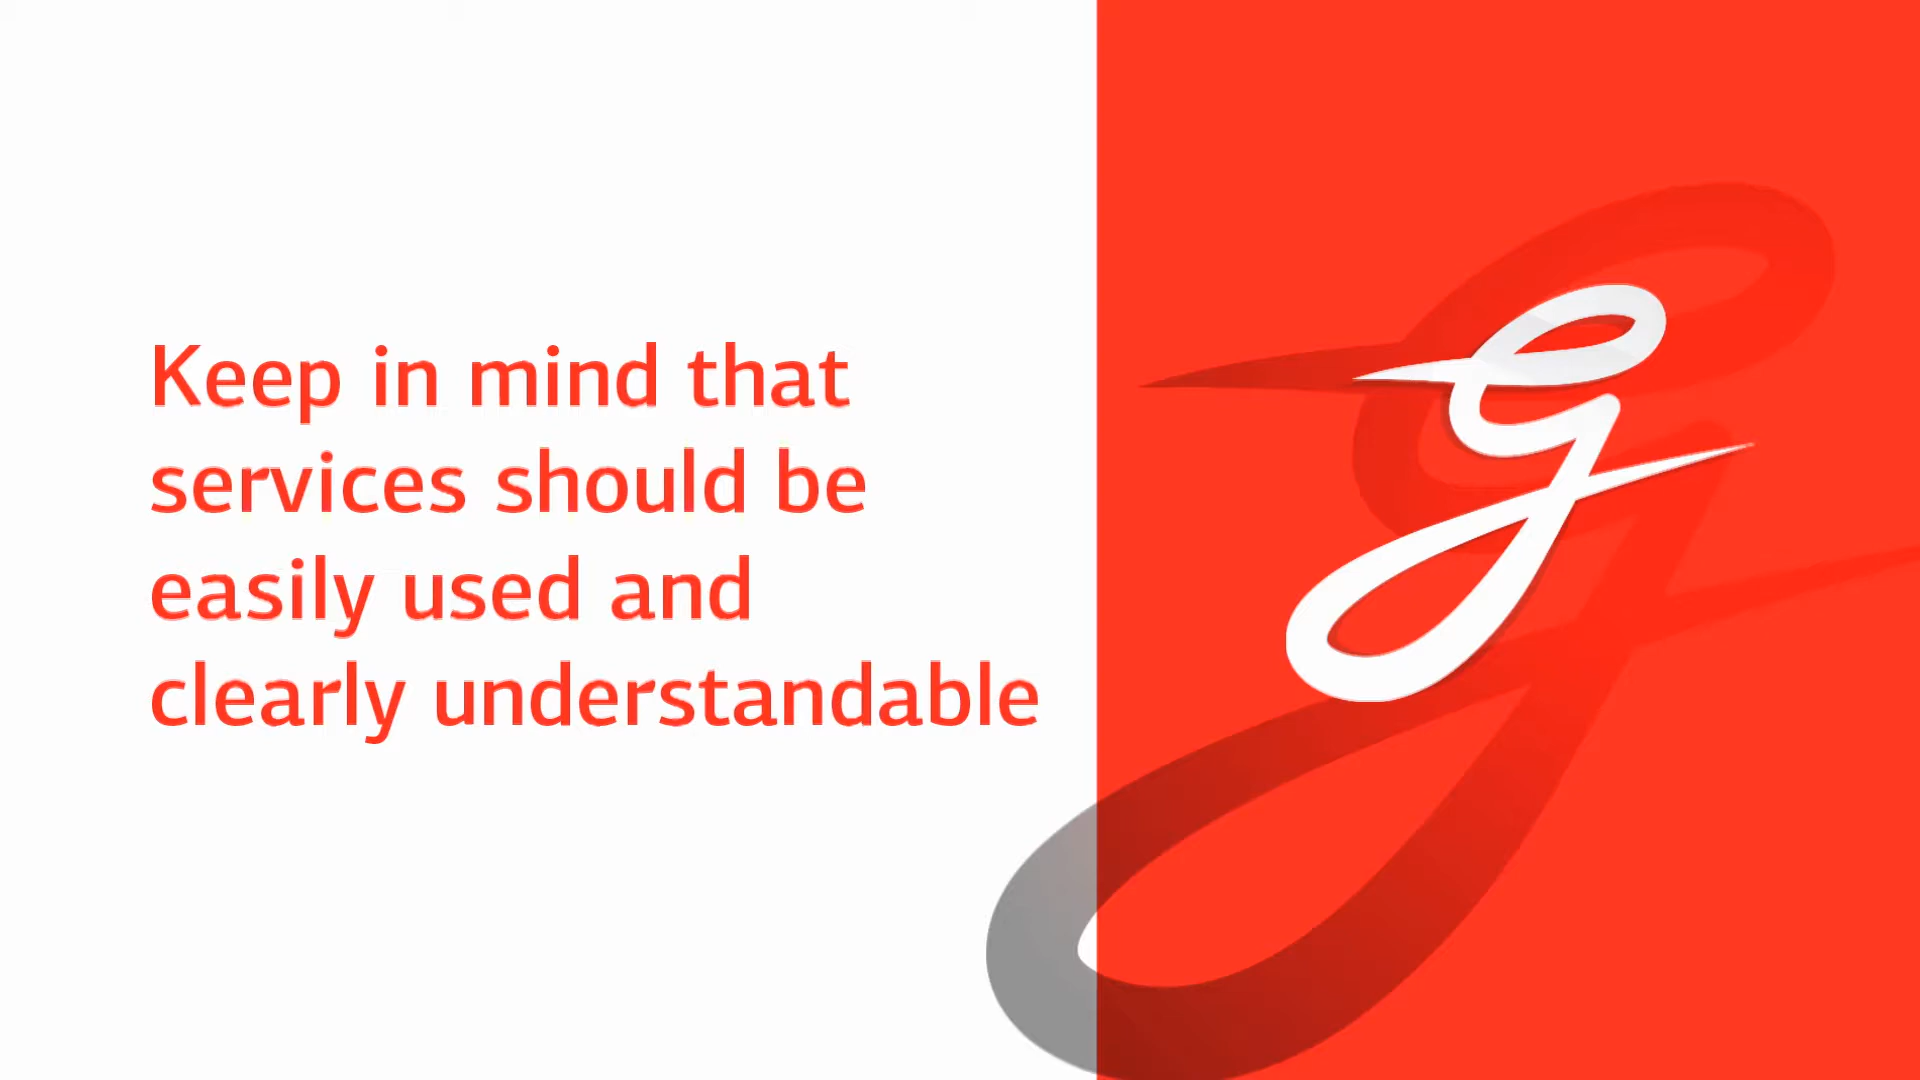 Keep in mind that
services should be
easily used and
clearly understandable